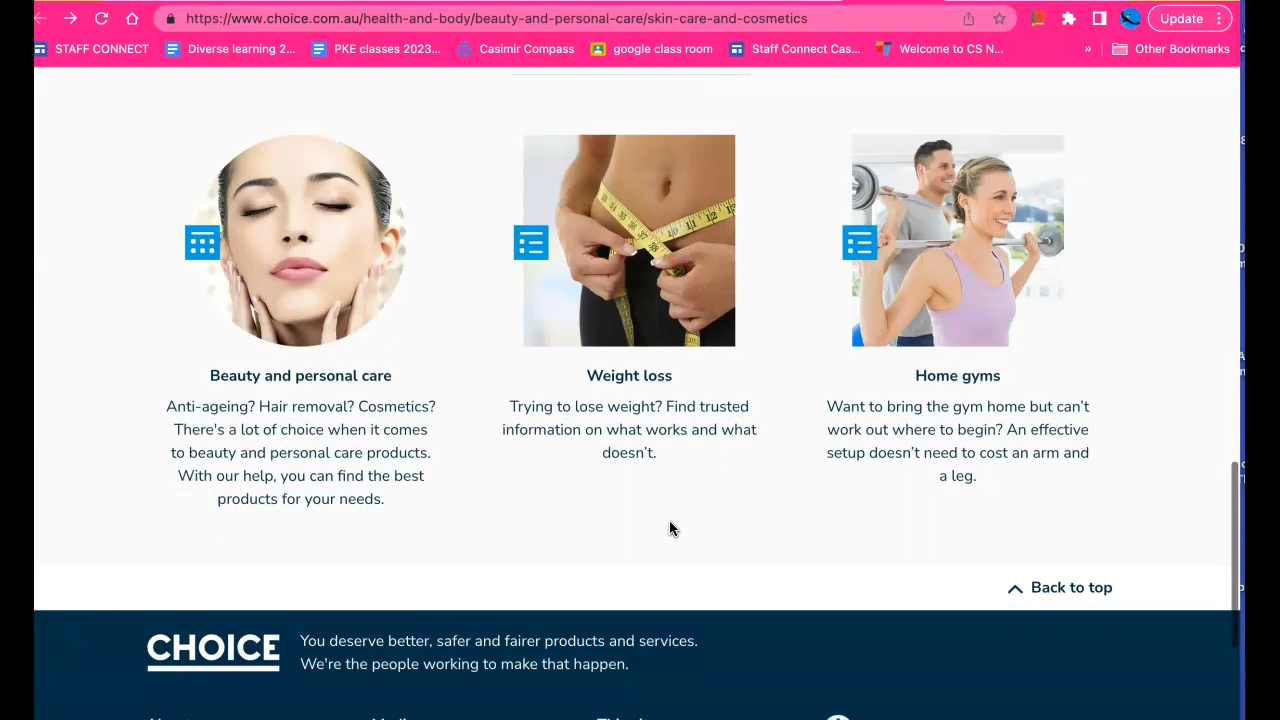 https://www.choice.com.au/health-and-body/beauty-and-personal-care/skin-care-and-cosmetics
Update
STAFF CONNECT
Diverse learning 2...
PKE classes 2023...
Casimir Compass
google class room
Staff Connect Cas...
Welcome to CS N...
»
Other Bookmarks
Beauty and personal care
Anti-ageing? Hair removal? Cosmetics?
There's a lot of choice when it comes
to beauty and personal care products.
With our help, you can find the best
products for your needs.
Weight loss
Trying to lose weight? Find trusted
information on what works and what
doesn't.
Home gyms
Want to bring the gym home but can't
work out where to begin? An effective
setup doesn't need to cost an arm and
a leg.
Back to top
CHOICE
You deserve better, safer and fairer products and services.
We're the people working to make that happen.